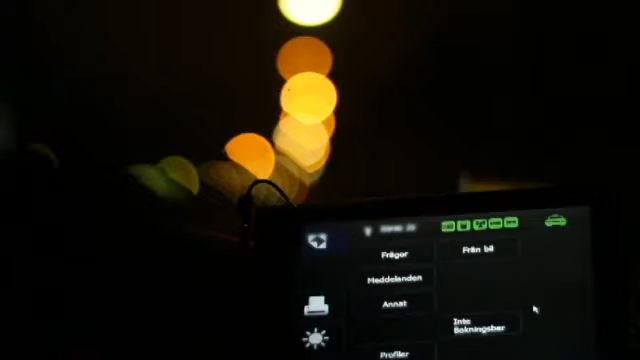 Frågor
Från bil
Meddelanden
Annat
Inte
Bokningsbar
Profiler